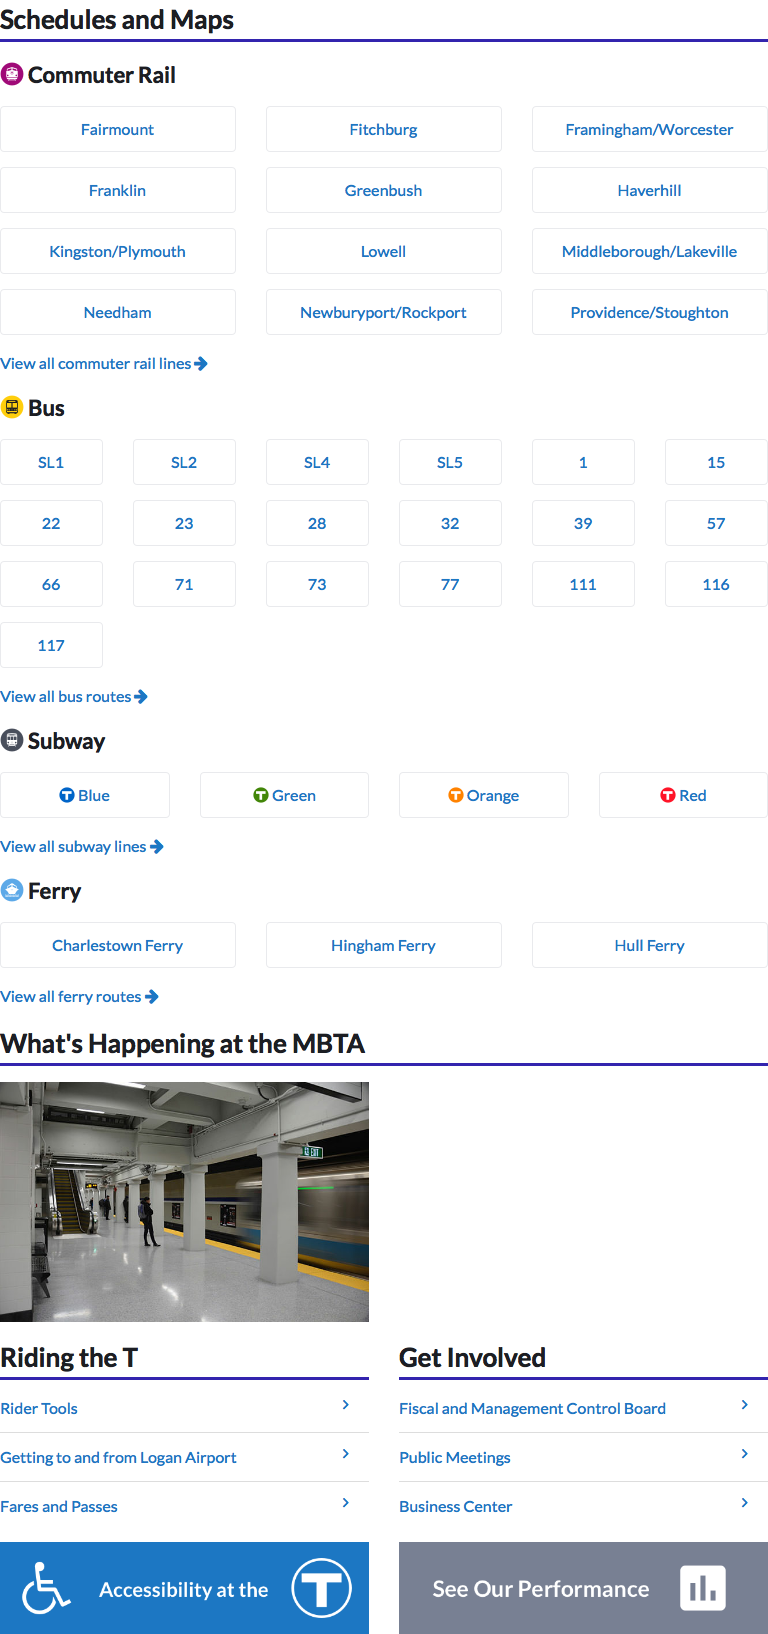 Schedules and Maps
Commuter Rail
Fairmount Fitchburg Framingham/Worcester
Franklin Greenbush Haverhill
Kingston/Plymouth Lowell Middleborough/Lakeville
Needham Newburyport/Rockport Providence/Stoughton
View all commuter rail lines
Bus
SL1 SL2 SL4 SL5 1 15
22 23 28 32 39 57
66 71 73 77 111 116
117
View all bus routes
Subway
T Blue T Green T Orange T Red
View all subway lines
Ferry
Charlestown Ferry Hingham Ferry Hull Ferry
View all ferry routes
What's Happening at the MBTA
EXIT
Riding the T
Rider Tools
Getting to and from Logan Airport
Fares and Passes
Accessibility at the T
Get Involved
Fiscal and Management Control Board
Public Meetings
Business Center
See Our Performance